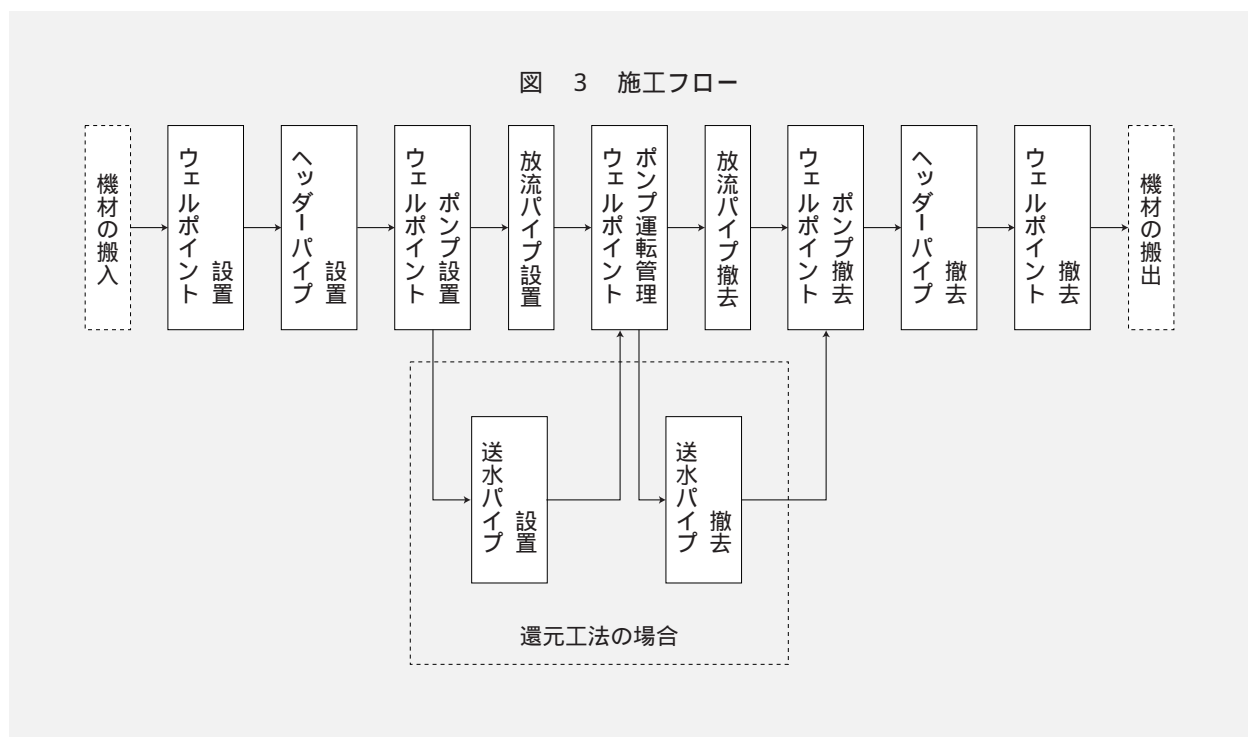 図 3 施工フロー
機材の搬入
ウェルポイント
設置
ヘッダーパイプ
設置
ウェルポイント
ポンプ設置
放流パイプ設置
ウェルポイント
ポンプ運転管理
放流パイプ撤去
ウェルポイント
ポンプ撤去
ヘッダーパイプ
撤去
ウェルポイント
撤去
機材の搬出
送水パイプ
設置
送水パイプ
撤去
還元工法の場合